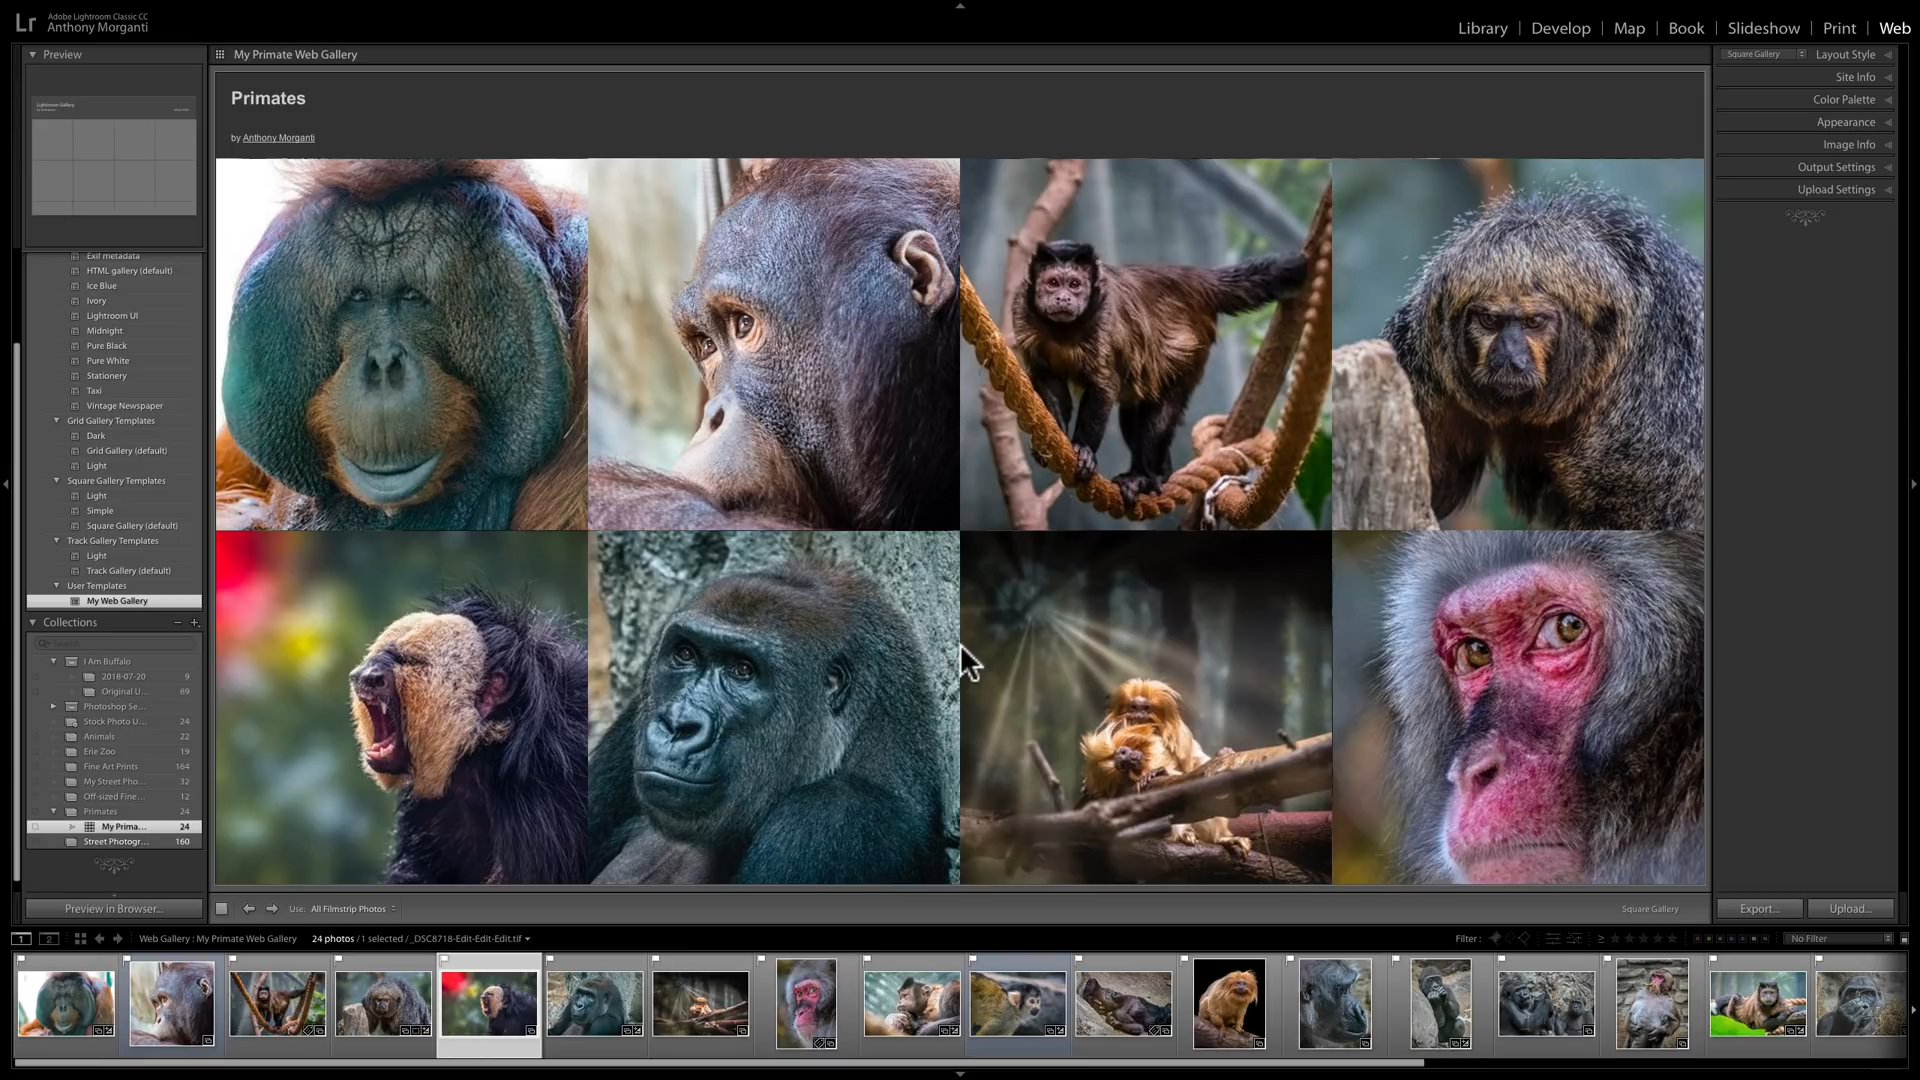 Lr
Adobe Lightroom Classic CC
Anthony Morganti
Library | Develop | Map | Book | Slideshow | Print | Web
Preview
Lightroom Gallery
Exif metadata
HTML gallery (default)
Ice Blue
Ivory
Lightroom UI
Midnight
Pure Black
Pure White
Stationery
Taxi
Vintage Newspaper
Grid Gallery Templates
Dark
Grid Gallery (default)
Light
Square Gallery Templates
Light
Simple
Square Gallery (default)
Track Gallery Templates
Light
Track Gallery (default)
User Templates
My Web Gallery
Collections
Search
I Am Buffalo
2018-07-20 9
Original U... 89
Photoshop Se...
Stock Photo U... 24
Animals 22
Erie Zoo 19
Fine Art Prints 164
My Street Pho... 32
Off-sized Fine... 12
Primates 24
My Prima... 24
Street Photogr... 160
Preview in Browser...
My Primate Web Gallery
Primates
by Anthony Morganti
Use: All Filmstrip Photos
Square Gallery
Square Gallery Layout Style
Site Info
Color Palette
Appearance
Image Info
Output Settings
Upload Settings
Export...
Upload...
1 2 Web Gallery : My Primate Web Gallery 24 photos / 1 selected / _DSC8718-Edit-Edit-Edit.tif
Filter : ≥ No Filter